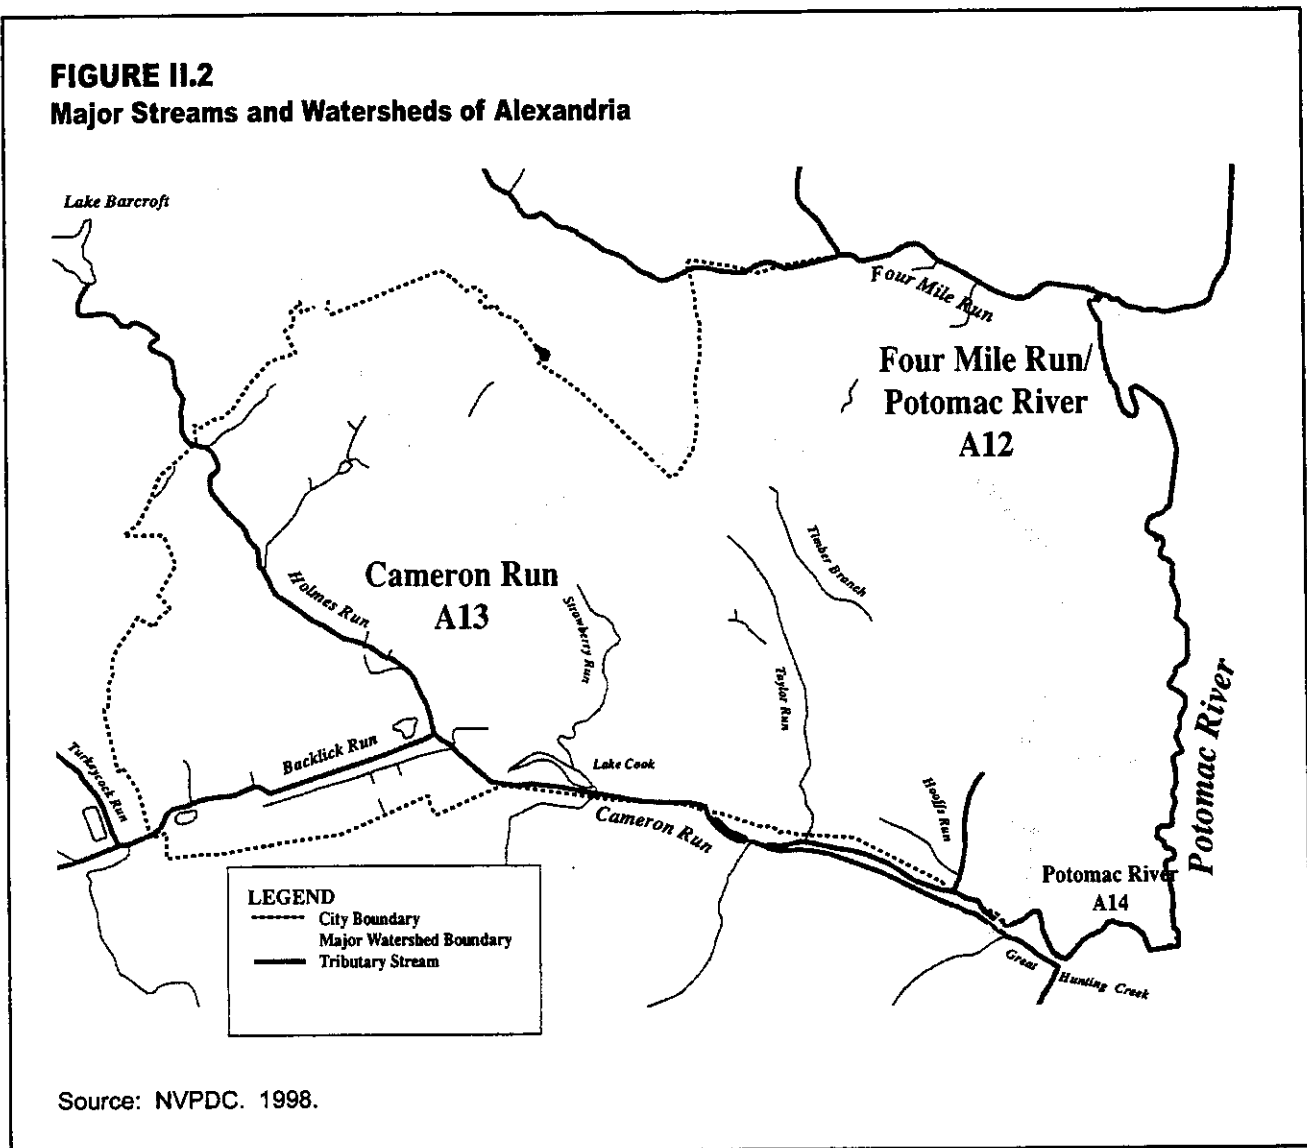 FIGURE II.2
Major Streams and Watersheds of Alexandria
Lake Barcroft
Four Mile Run
Four Mile Run/
Potomac River
A12
Timber Branch
Holmes Run
Cameron Run
A13
Strawberry Run
Taylor Run
Potomac River
Turkeycock Run
Backlick Run
Lake Cook
Cameron Run
Hooffs Run
Potomac River
A14
Great Hunting Creek
LEGEND
City Boundary
Major Watershed Boundary
Tributary Stream
Source: NVPDC. 1998.